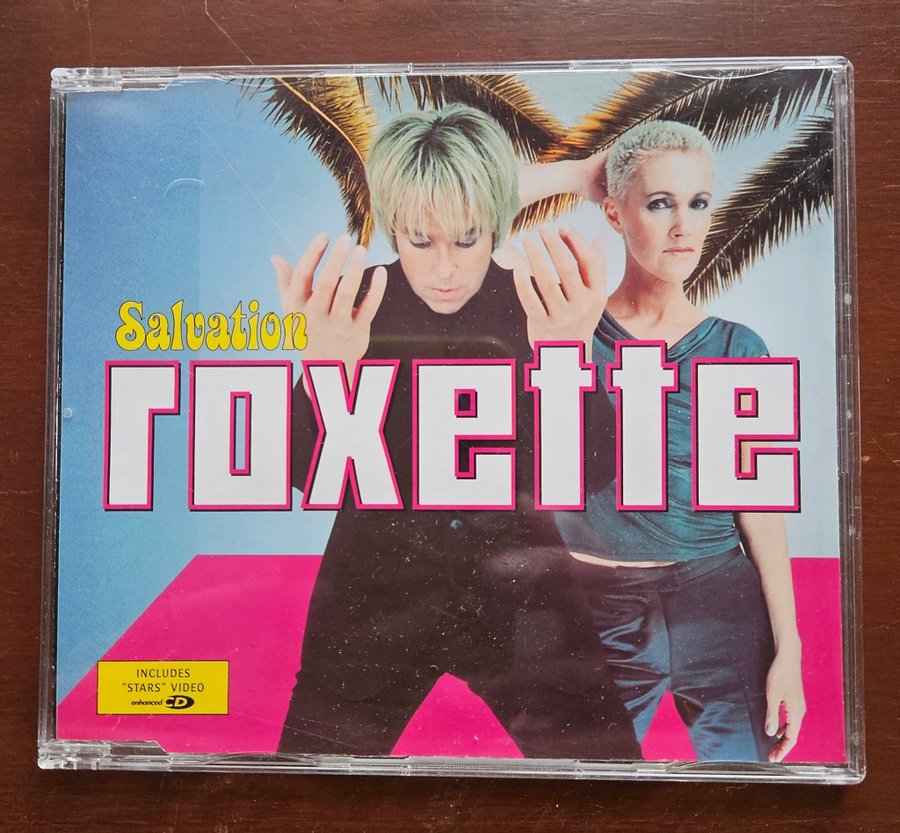 Salvation
roxette
INCLUDES
"STARS" VIDEO
enhanced CD